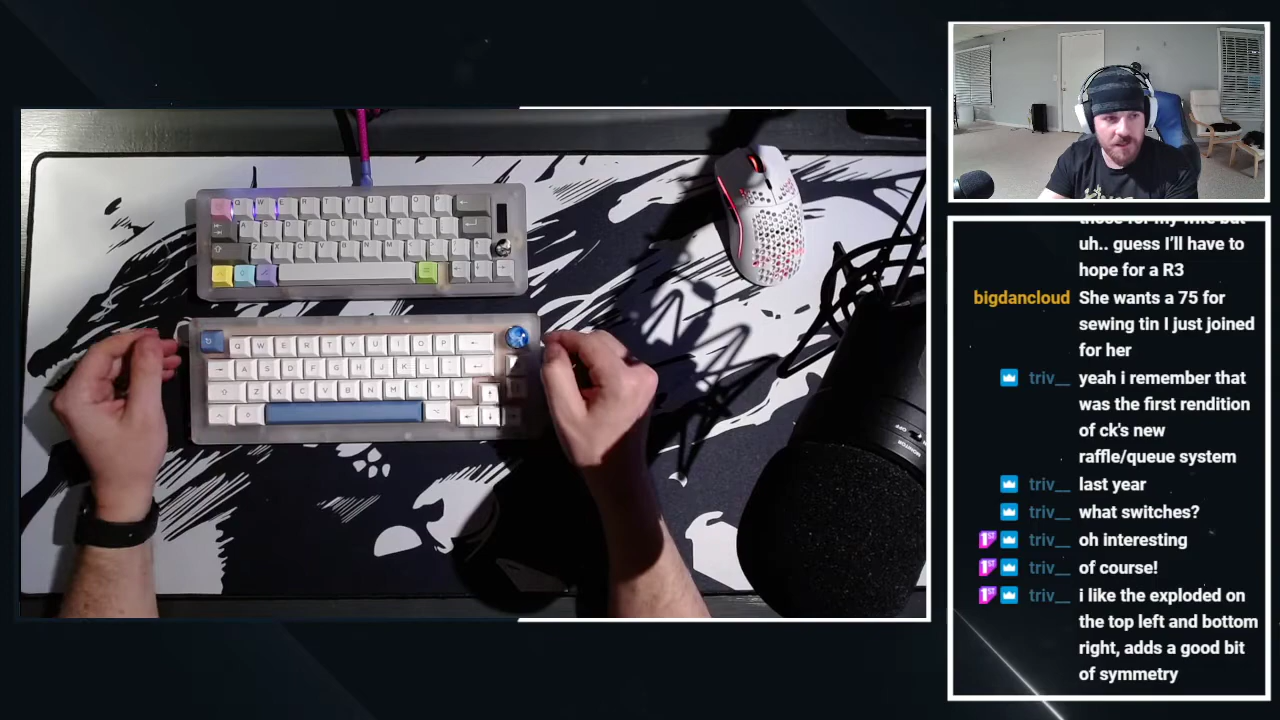 uh.. guess I'll have to
hope for a R3
bigdancloud She wants a 75 for
sewing tin I just joined
for her
triv__ yeah i remember that
was the first rendition
of ck's new
raffle/queue system
triv__ last year
triv__ what switches?
triv__ oh interesting
triv__ of course!
triv__ i like the exploded on
the top left and bottom
right, adds a good bit
of symmetry
Q W E R T Y U I O P
A S D F G H J K L
Z X C V B N M
Q W E R T Y U I O P
A S D F G H J K L
Z X C V B N M
MONITOR
OFF